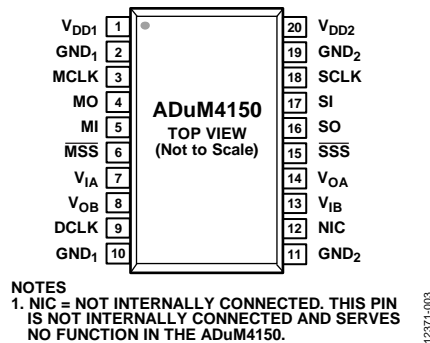 VDD1 1 20 VDD2
GND1 2 19 GND2
MCLK 3 18 SCLK
MO 4 17 SI
MI 5 16 SO
MSS 6 15 SSS
VIA 7 14 VOA
VOB 8 13 VIB
DCLK 9 12 NIC
GND1 10 11 GND2
ADuM4150
TOP VIEW
(Not to Scale)
NOTES
1. NIC = NOT INTERNALLY CONNECTED. THIS PIN
IS NOT INTERNALLY CONNECTED AND SERVES
NO FUNCTION IN THE ADuM4150.
12371-003